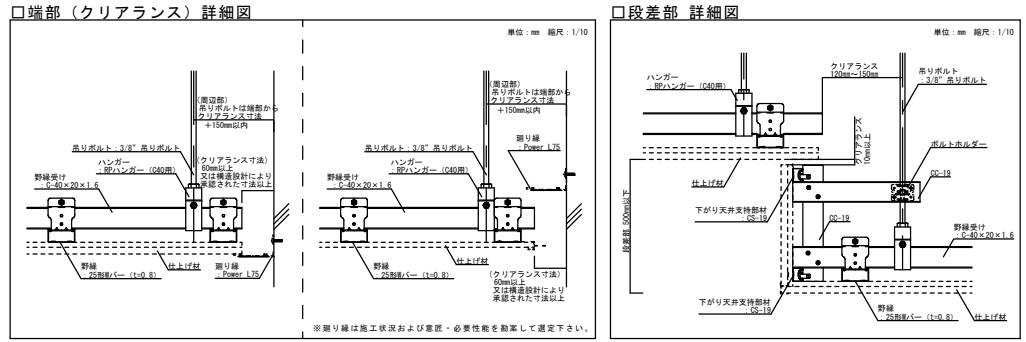 □端部（クリアランス）詳細図
単位：mm 縮尺：1/10
(周辺部)
吊りボルトは端部から
クリアランス寸法
＋150mm以内
吊りボルト：3/8" 吊りボルト
ハンガー
：RPハンガー（C40用）
(クリアランス寸法)
60mm以上
又は構造設計により
承認された寸法以上
野縁受け
：C-40×20×1.6
野縁
：25形Wバー（t=0.8）
仕上げ材
廻り縁
：Power L75
(周辺部)
吊りボルトは端部から
クリアランス寸法
＋150mm以内
廻り縁
：Power L75
吊りボルト：3/8" 吊りボルト
ハンガー
：RPハンガー（C40用）
野縁受け
：C-40×20×1.6
野縁
：25形Wバー（t=0.8）
仕上げ材
(クリアランス寸法)
60mm以上
又は構造設計により
承認された寸法以上
※廻り縁は施工状況および意匠・必要性能を勘案して選定下さい。
□段差部 詳細図
単位：mm 縮尺：1/10
ハンガー
：RPハンガー（C40用）
クリアランス
120mm～150mm
吊りボルト
：3/8" 吊りボルト
クリアランス
10mm以上
ボルトホルダー
CC-19
仕上げ材
段差部 500mm以下
下がり天井支持部材
：CS-19
CC-19
野縁受け
：C-40×20×1.6
下がり天井支持部材
：CS-19
野縁
：25形Wバー（t=0.8）
仕上げ材